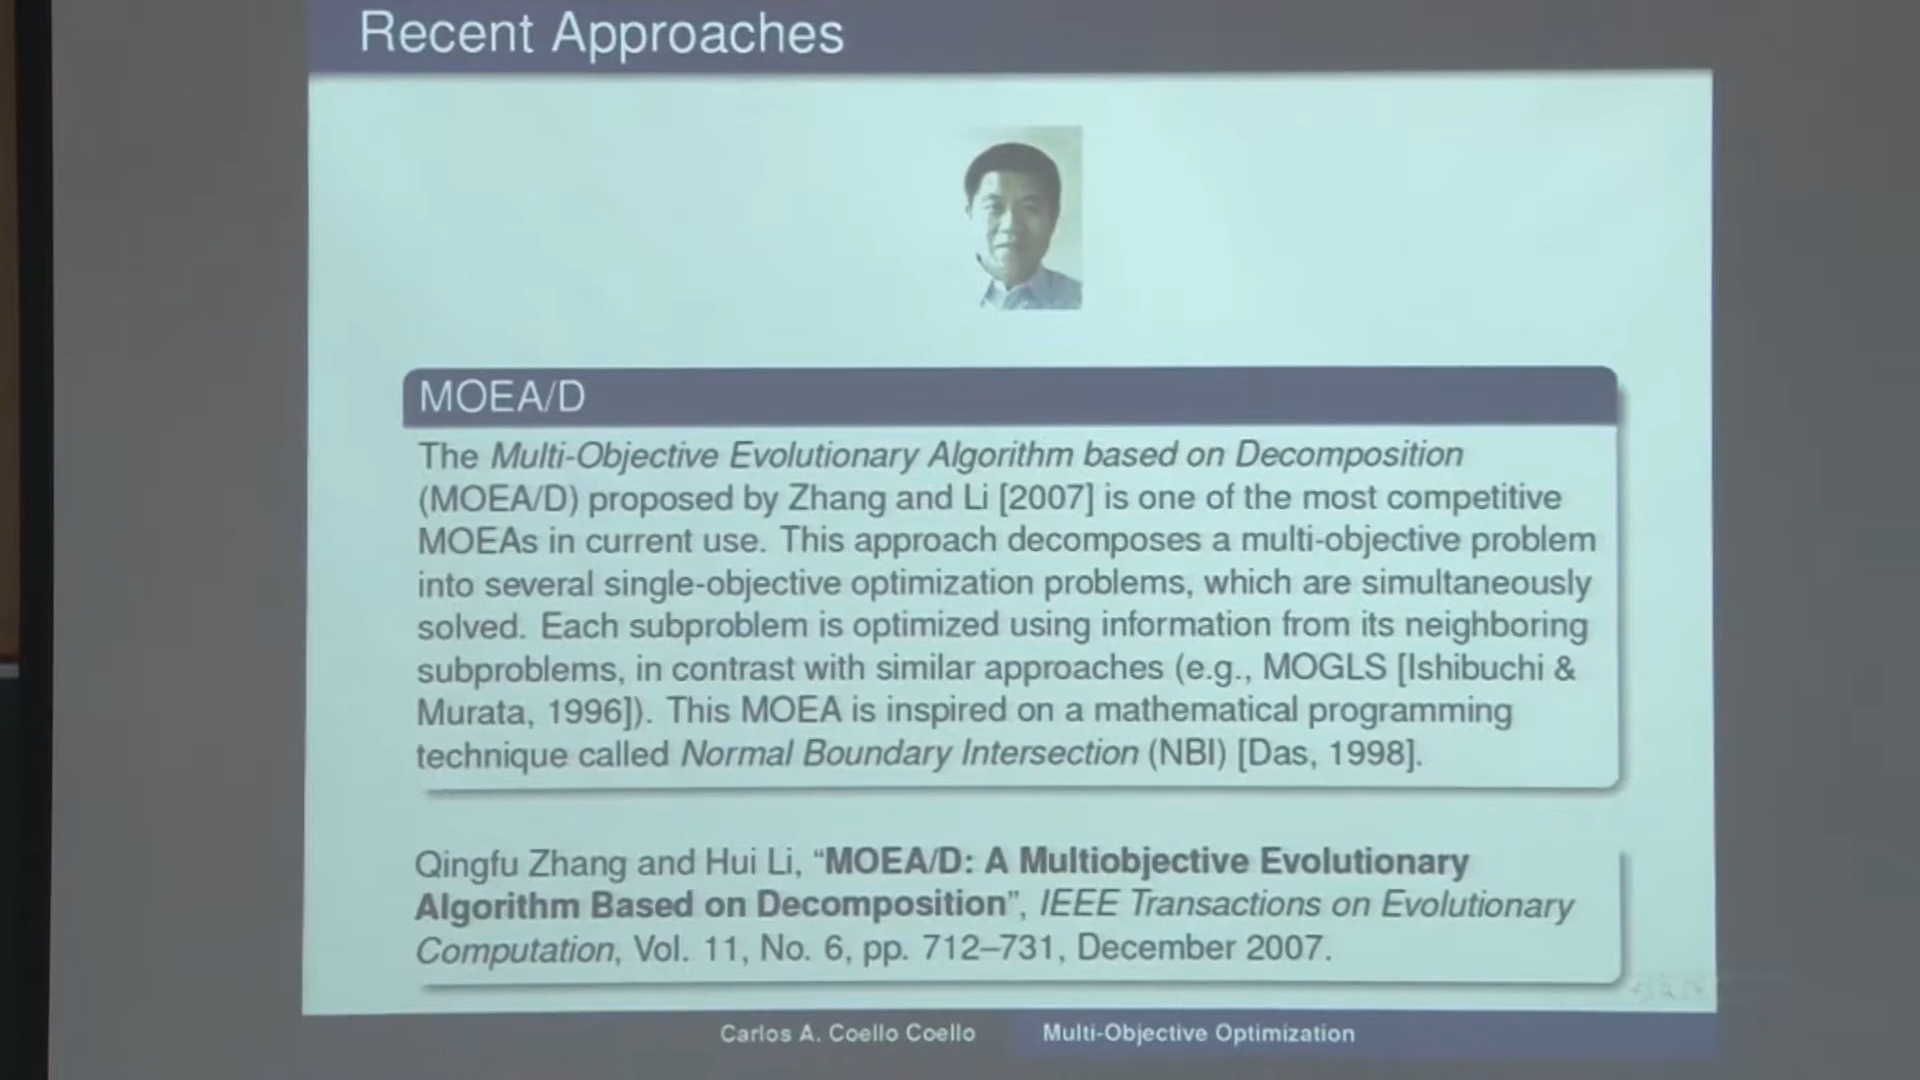 Recent Approaches
MOEA/D
The Multi-Objective Evolutionary Algorithm based on Decomposition
(MOEA/D) proposed by Zhang and Li [2007] is one of the most competitive
MOEAs in current use. This approach decomposes a multi-objective problem
into several single-objective optimization problems, which are simultaneously
solved. Each subproblem is optimized using information from its neighboring
subproblems, in contrast with similar approaches (e.g., MOGLS [Ishibuchi &
Murata, 1996]). This MOEA is inspired on a mathematical programming
technique called Normal Boundary Intersection (NBI) [Das, 1998].
Qingfu Zhang and Hui Li, “MOEA/D: A Multiobjective Evolutionary
Algorithm Based on Decomposition”, IEEE Transactions on Evolutionary
Computation, Vol. 11, No. 6, pp. 712–731, December 2007.
Carlos A. Coello Coello Multi-Objective Optimization